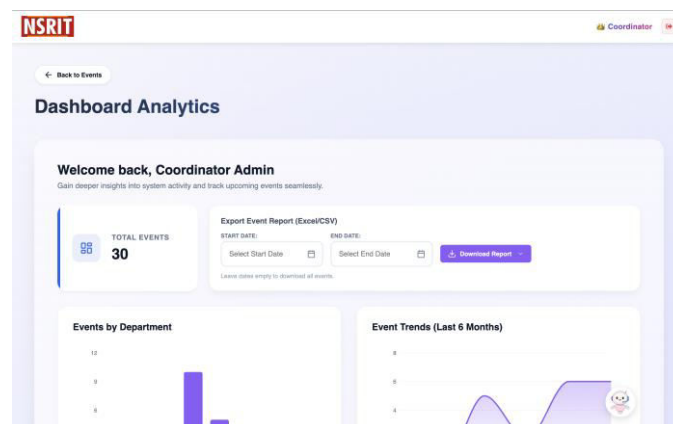 NSRIT
Coordinator
← Back to Events
Dashboard Analytics
Welcome back, Coordinator Admin
Gain deeper insights into system activity and track upcoming events seamlessly.
TOTAL EVENTS
30
Export Event Report (Excel/CSV)
START DATE:
END DATE:
Select Start Date
Select End Date
Download Report
Leave dates empty to download all events.
Events by Department
12
9
6
Event Trends (Last 6 Months)
8
6
4